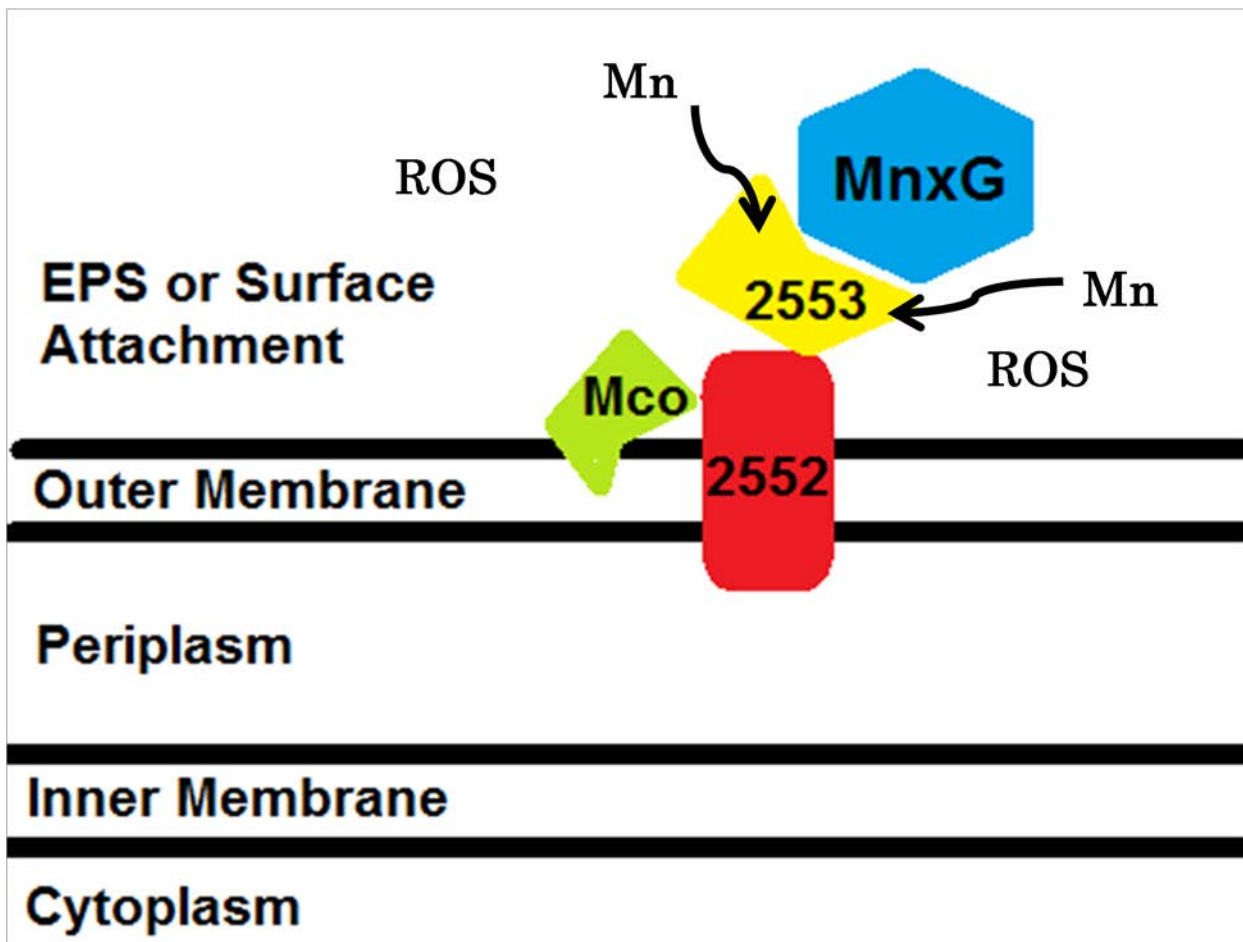 Mn
MnxG
ROS
EPS or Surface
Attachment
2553
Mn
ROS
Mco
2552
Outer Membrane
Periplasm
Inner Membrane
Cytoplasm